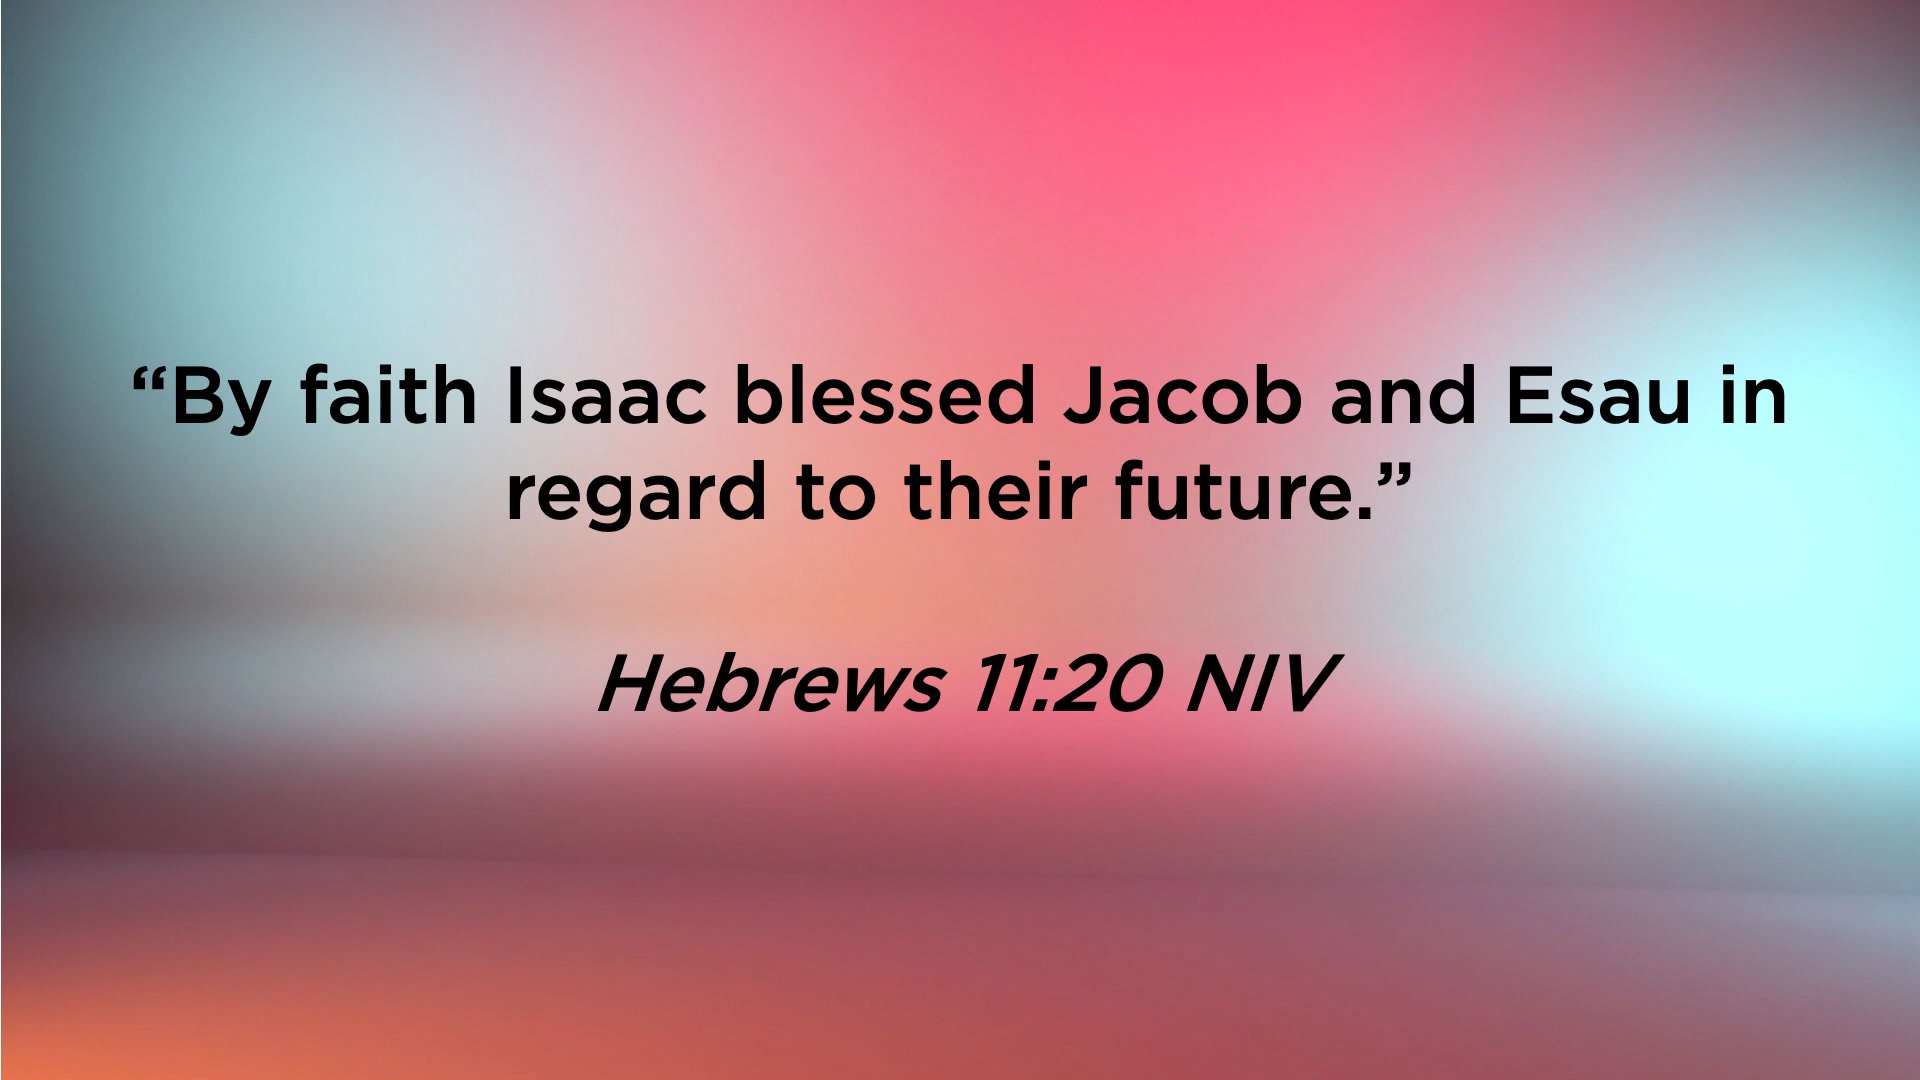 “By faith Isaac blessed Jacob and Esau in
regard to their future.”
Hebrews 11:20 NIV